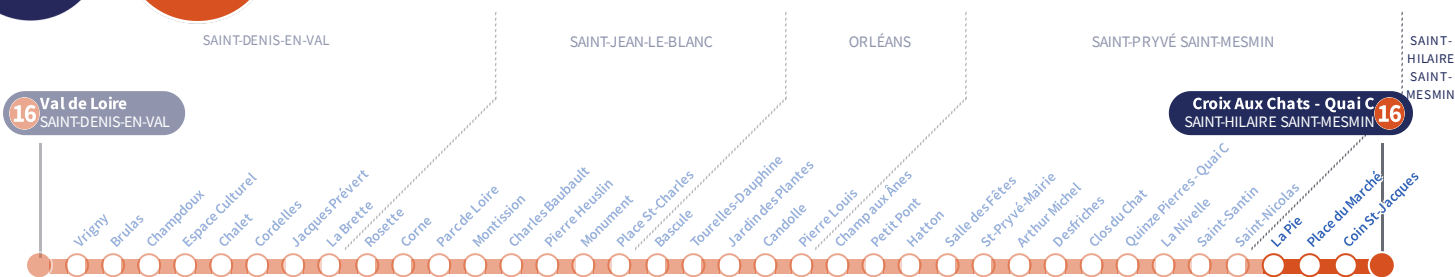 SAINT-DENIS-EN-VAL
SAINT-JEAN-LE-BLANC
ORLÉANS
SAINT-PRYVÉ SAINT-MESMIN
SAINT-
HILAIRE
SAINT-
MESMIN
16
Val de Loire
SAINT-DENIS-EN-VAL
Croix Aux Chats - Quai C
SAINT-HILAIRE SAINT-MESMIN
16
Vrigny
Brulas
Champdoux
Espace Culturel
Chalet
Cordelles
Jacques Prévert
La Brette
Rosette
Corne
Parc de Loire
Montission
Charles Baubault
Pierre Heuslin
Monument
Place St-Charles
Bascule
Tourelles-Dauphine
Jardin des Plantes
Candolle
Pierre Louis
Champ aux Ânes
Petit Pont
Hatton
Salle des Fêtes
St-Pryvé-Mairie
Arthur Michel
Desfriches
Clos du Chat
Quinze Pierres - Quai C
La Nivelle
Saint-Santin
Saint-Nicolas
La Pie
Place du Marché
Coin St-Jacques